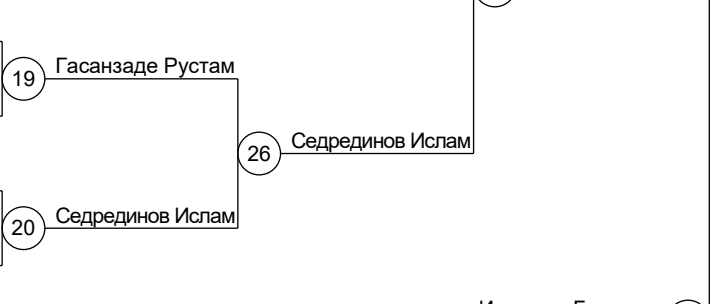 19 Гасанзаде Рустам
26 Седрединов Ислам
20 Седрединов Ислам